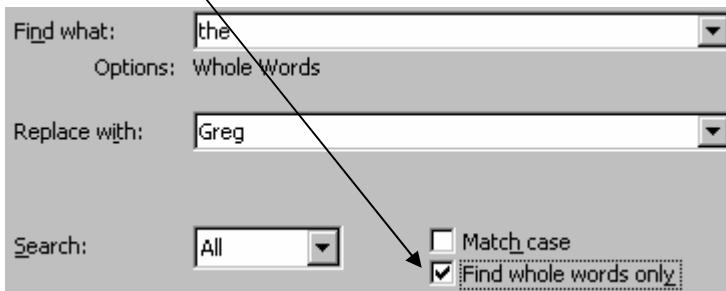 Find what: the
Options: Whole Words
Replace with: Greg
Search: All Match case
Find whole words only